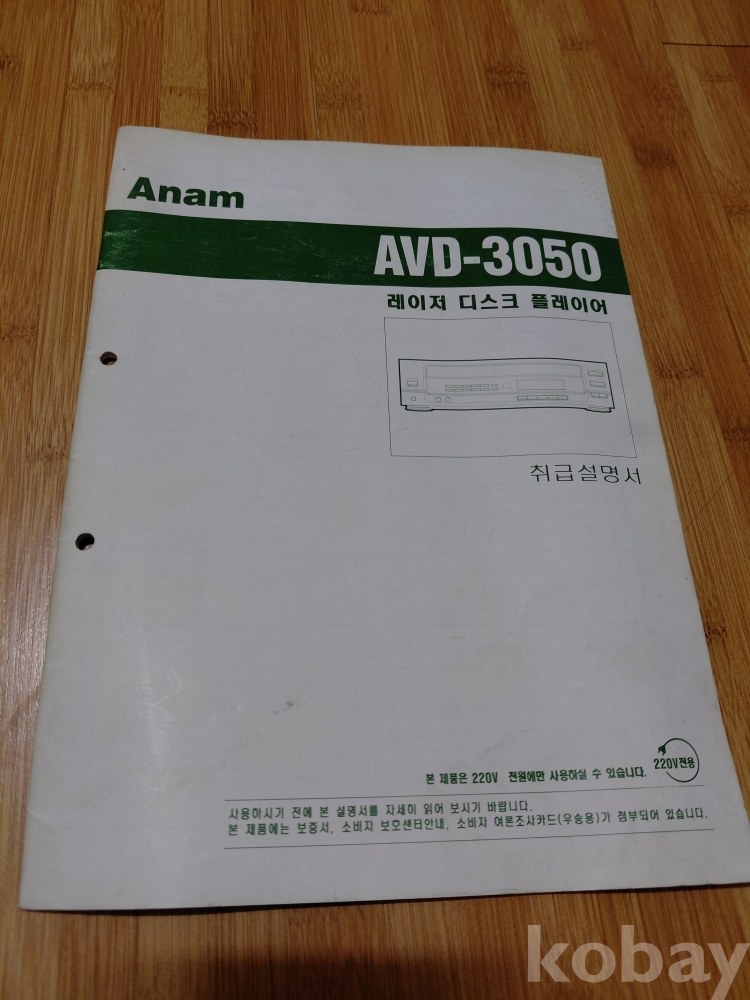 Anam
AVD-3050
레이저 디스크 플레이어
취급설명서
본 제품은 220V 전원에만 사용하실 수 있습니다.
220V전용
사용하시기 전에 본 설명서를 자세히 읽어 보시기 바랍니다.
본 제품에는 보증서, 소비자 보호센타안내, 소비자 여론조사카드(우송용)가 첨부되어 있습니다.
kobay